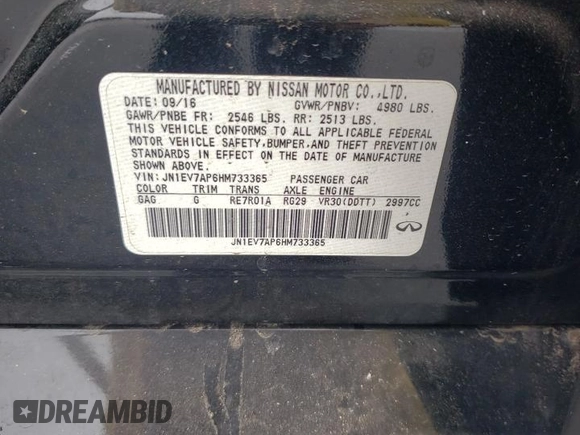 MANUFACTURED BY NISSAN MOTOR CO.,LTD.
DATE: 09/16 GVWR/PNBV: 4980 LBS.
GAWR/PNBE FR: 2546 LBS. RR: 2513 LBS.
THIS VEHICLE CONFORMS TO ALL APPLICABLE FEDERAL
MOTOR VEHICLE SAFETY,BUMPER,AND THEFT PREVENTION
STANDARDS IN EFFECT ON THE DATE OF MANUFACTURE
SHOWN ABOVE.
VIN: JN1EV7AP6HM733365 PASSENGER CAR
COLOR TRIM TRANS AXLE ENGINE
GAG G RE7R01A RG29 VR30(DDTT) 2997CC
JN1EV7AP6HM733365
DREAMBID